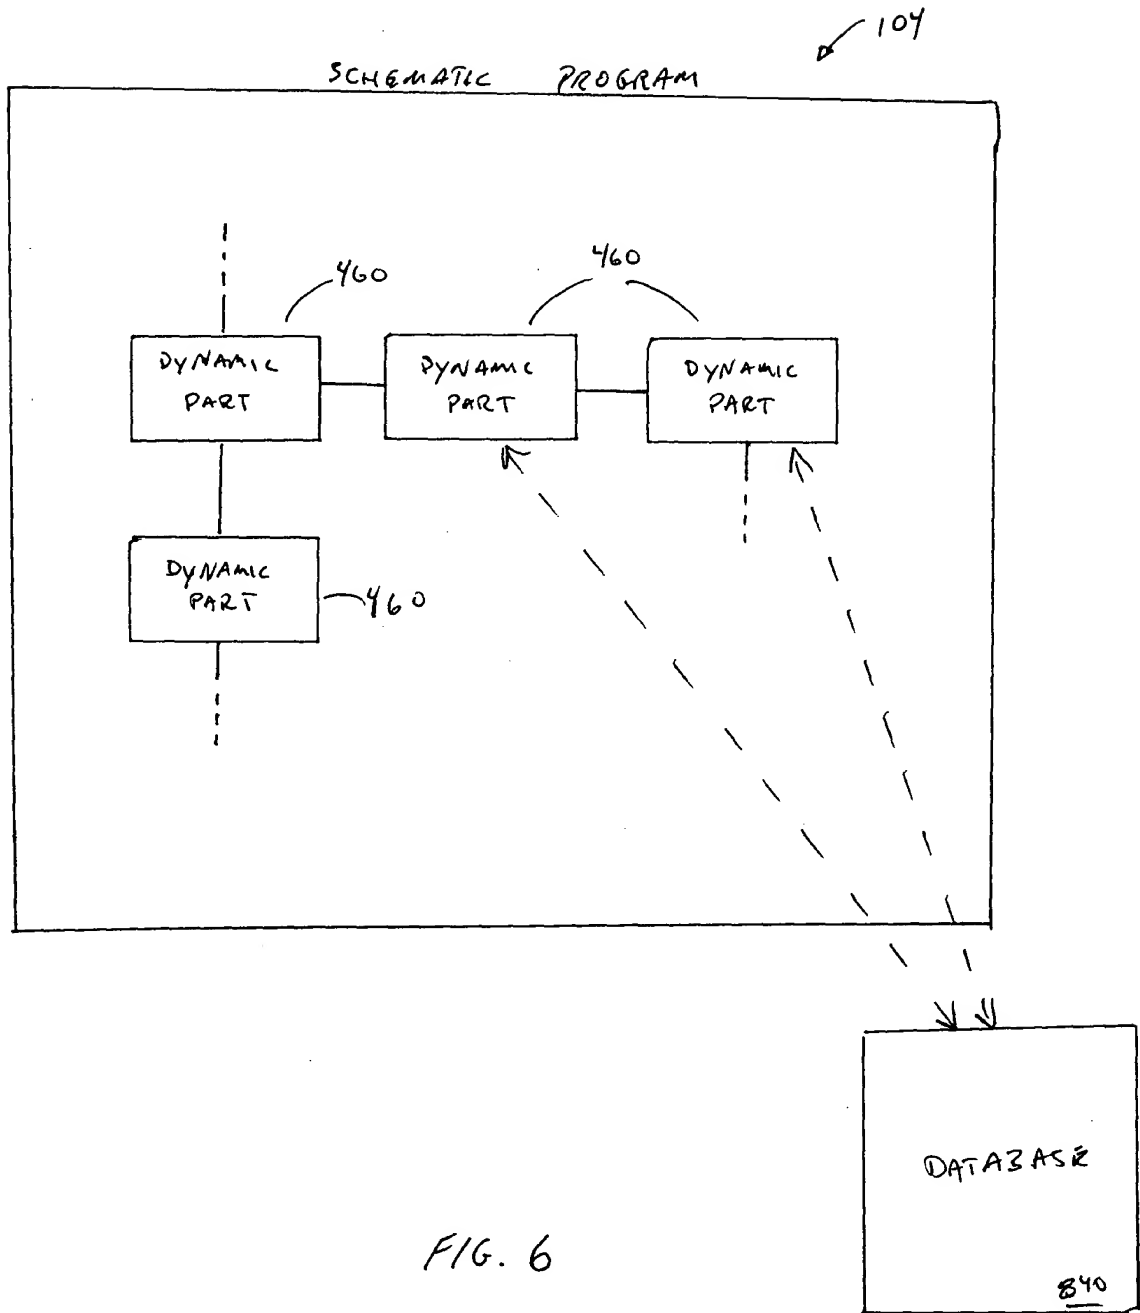 104
SCHEMATIC PROGRAM
460
460
DYNAMIC
PART
DYNAMIC
PART
DYNAMIC
PART
DYNAMIC
PART
460
DATABASE
840
FIG. 6